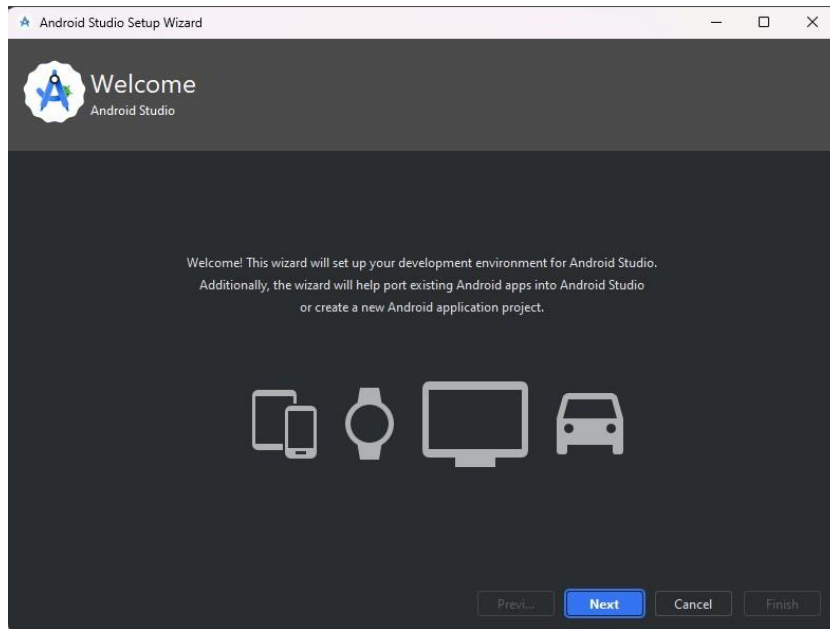 Android Studio Setup Wizard
Welcome
Android Studio
Welcome! This wizard will set up your development environment for Android Studio.
Additionally, the wizard will help port existing Android apps into Android Studio
or create a new Android application project.
Previ... Next Cancel Finish